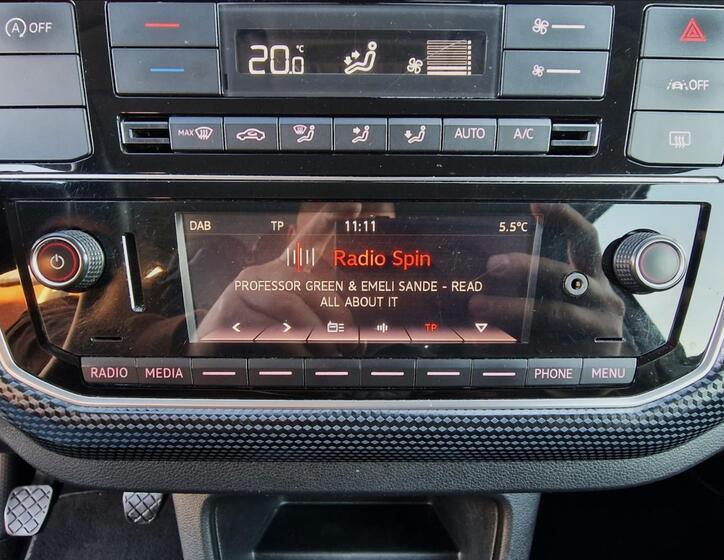 A OFF
20.0 °C
OFF
MAX
AUTO
A/C
DAB TP 11:11 5.5°C
Radio Spin
PROFESSOR GREEN & EMELI SANDE - READ
ALL ABOUT IT
TP
RADIO MEDIA PHONE MENU